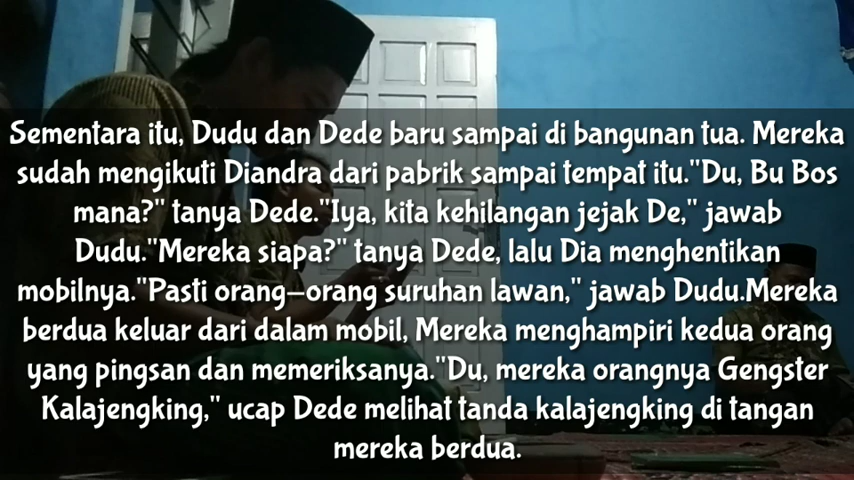 Sementara itu, Dudu dan Dede baru sampai di bangunan tua. Mereka
sudah mengikuti Diandra dari pabrik sampai tempat itu."Du, Bu Bos
mana?" tanya Dede."Iya, kita kehilangan jejak De," jawab
Dudu."Mereka siapa?" tanya Dede, lalu Dia menghentikan
mobilnya."Pasti orang-orang suruhan lawan," jawab Dudu.Mereka
berdua keluar dari dalam mobil, Mereka menghampiri kedua orang
yang pingsan dan memeriksanya."Du, mereka orangnya Gengster
Kalajengking," ucap Dede melihat tanda kalajengking di tangan
mereka berdua.